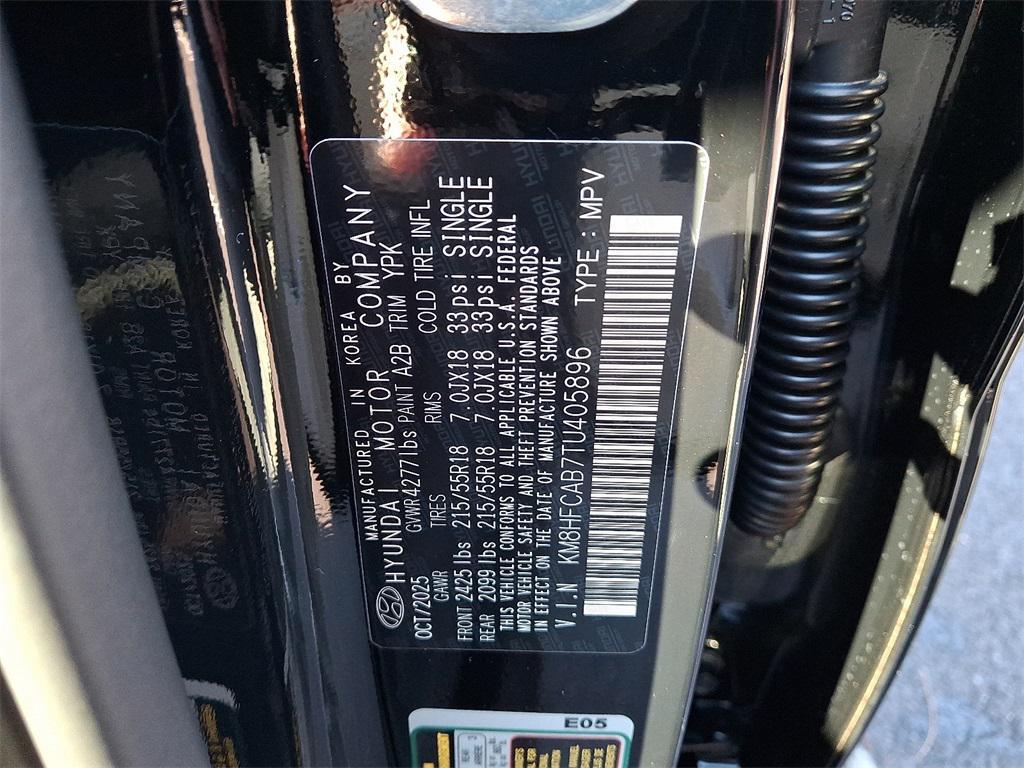 MANUFACTURED IN KOREA BY
HYUNDAI MOTOR COMPANY
OCT/2025 GVWR 4277 lbs PAINT A2B TRIM YPK
GAWR TIRES RIMS COLD TIRE INFL
FRONT 2425 lbs 215/55R18 7.0JX18 33psi SINGLE
REAR 2099 lbs 215/55R18 7.0JX18 33psi SINGLE
THIS VEHICLE CONFORMS TO ALL APPLICABLE U.S.A. FEDERAL
MOTOR VEHICLE SAFETY AND THEFT PREVENTION STANDARDS
IN EFFECT ON THE DATE OF MANUFACTURE SHOWN ABOVE
V.I.N KM8HFCAB7TU405896 TYPE : MPV
E05